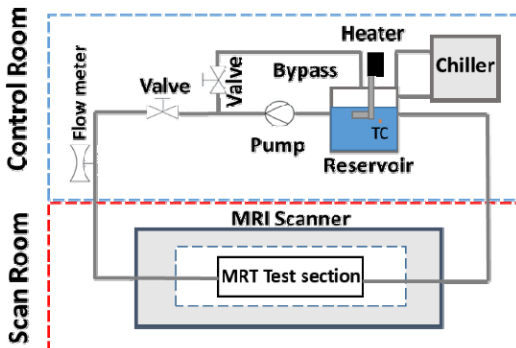 Control Room
Heater
Flow meter
Valve
Valve
Bypass
Chiller
TC
Pump
Reservoir
Scan Room
MRI Scanner
MRT Test section